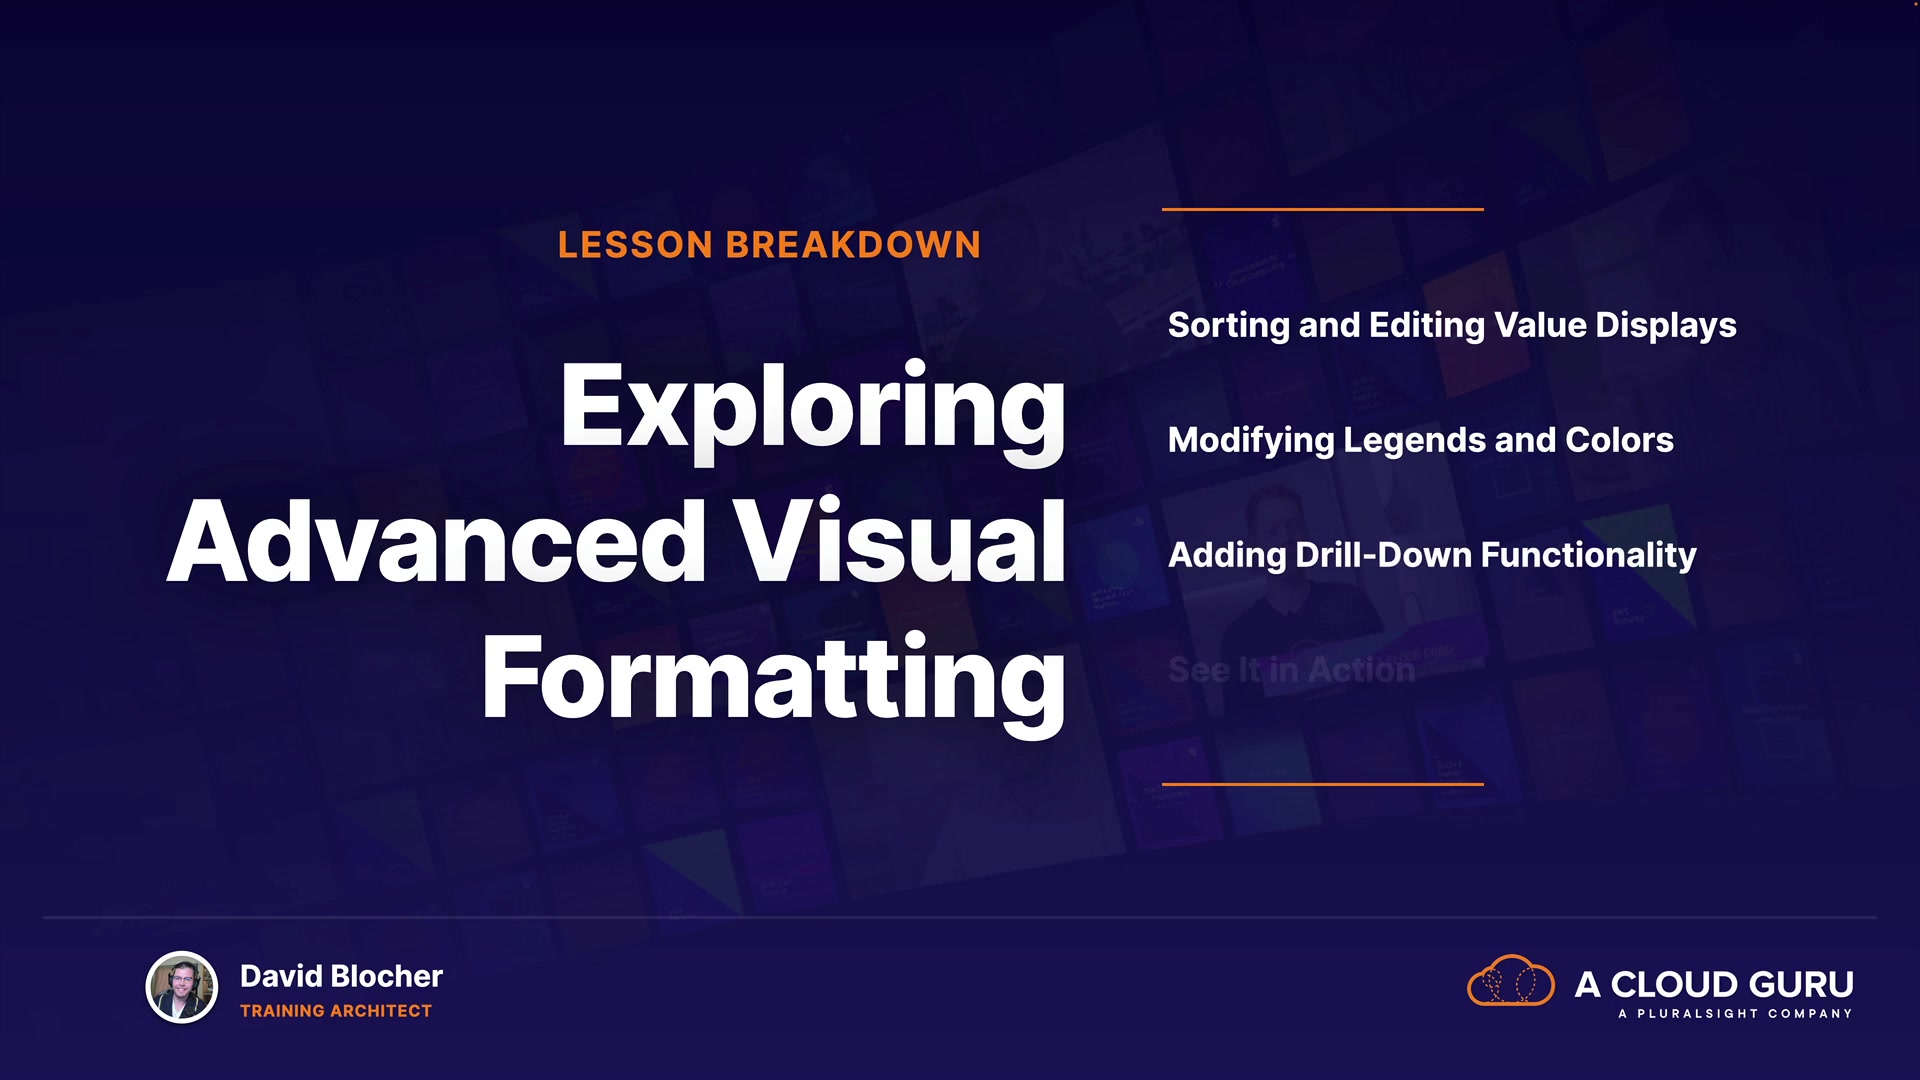 LESSON BREAKDOWN
Exploring
Advanced Visual
Formatting
Sorting and Editing Value Displays
Modifying Legends and Colors
Adding Drill-Down Functionality
See It in Action
David Blocher
TRAINING ARCHITECT
A CLOUD GURU
A PLURALSIGHT COMPANY